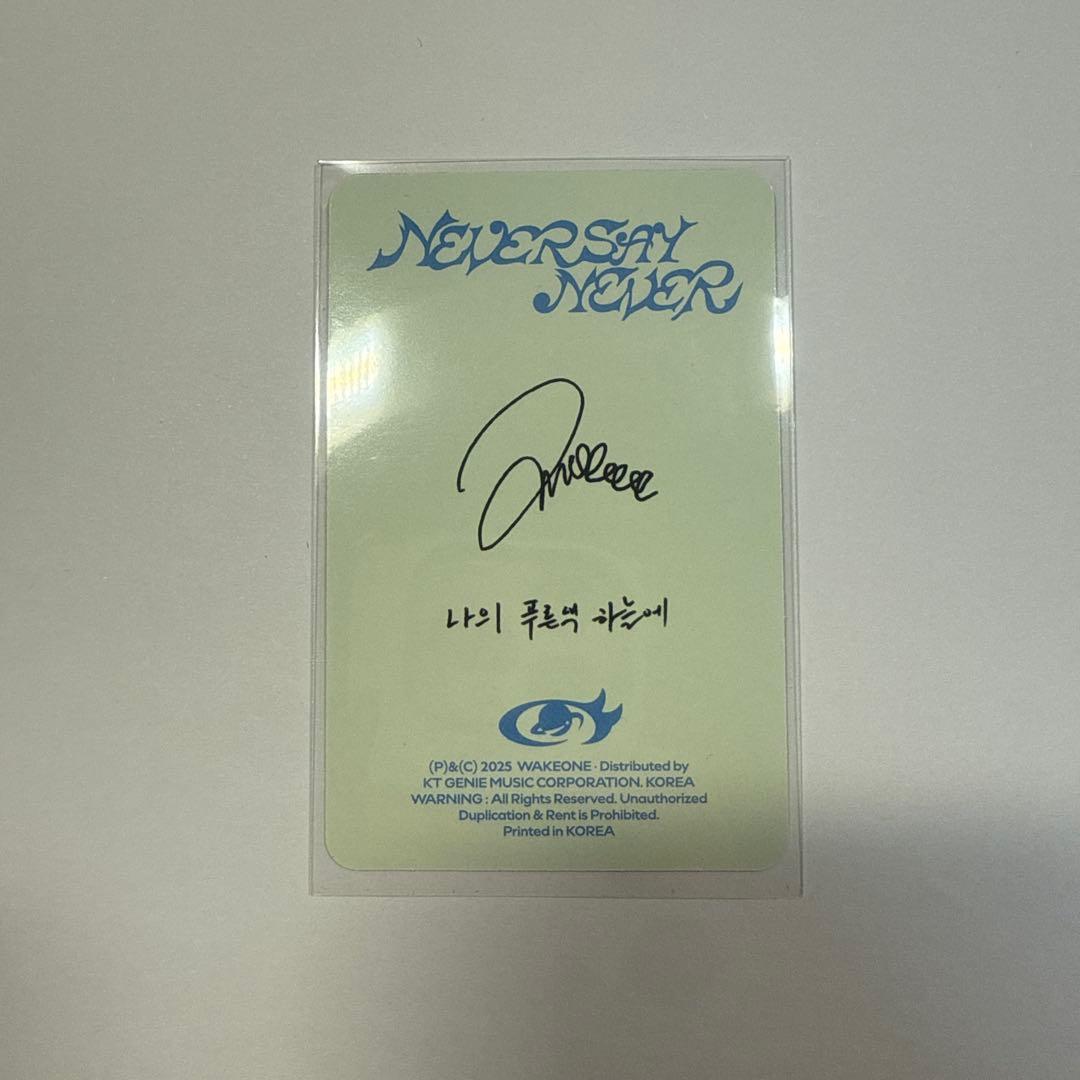 NEVER SAY
NEVER
나의 푸른색 하늘에
(P)&(C) 2025 WAKEONE · Distributed by
KT GENIE MUSIC CORPORATION. KOREA
WARNING : All Rights Reserved. Unauthorized
Duplication & Rent is Prohibited.
Printed in KOREA